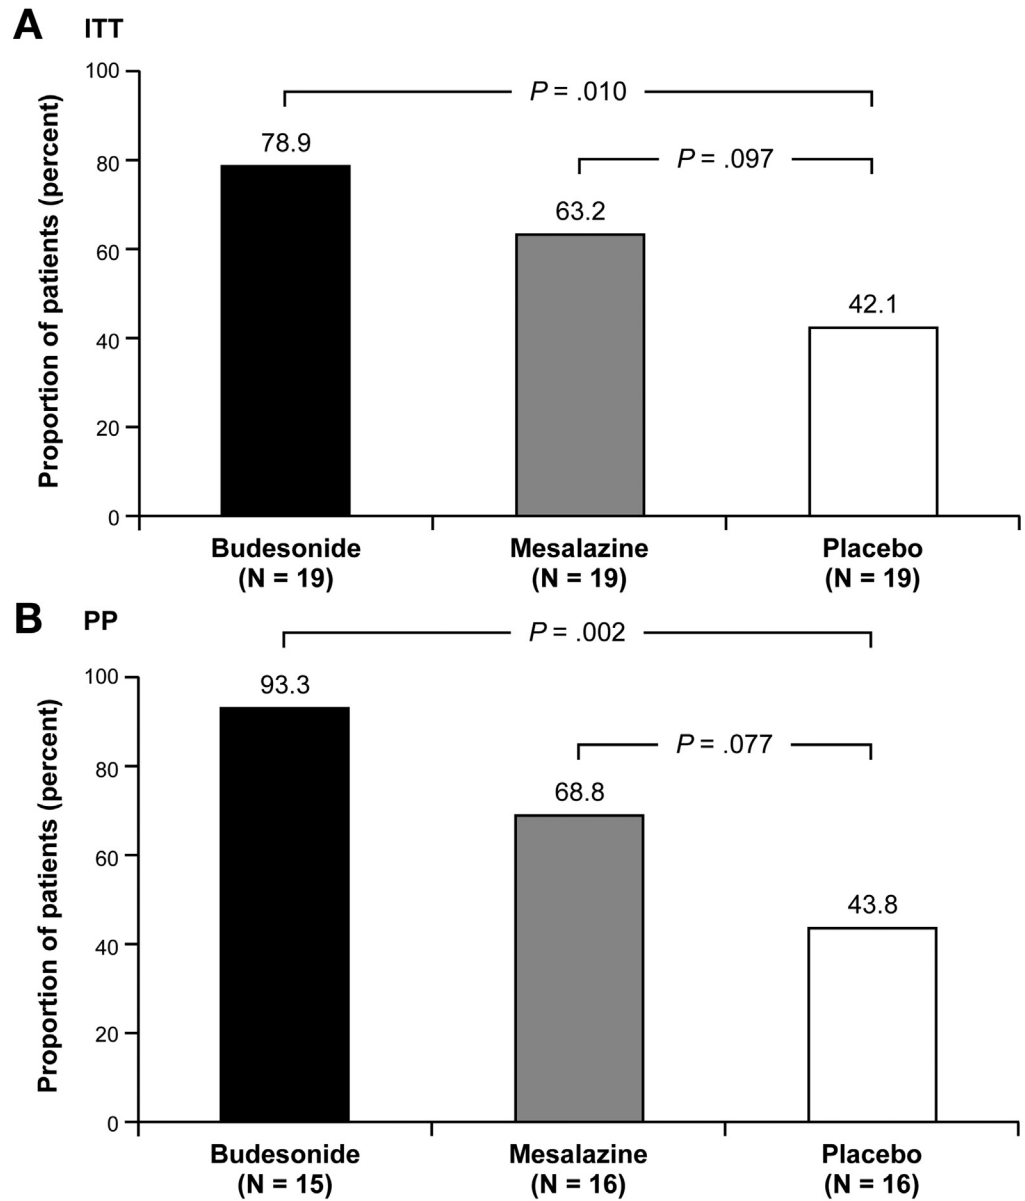 A ITT
Proportion of patients (percent)
100
80
60
40
20
0
P = .010
P = .097
78.9
63.2
42.1
Budesonide
(N = 19)
Mesalazine
(N = 19)
Placebo
(N = 19)
B PP
Proportion of patients (percent)
100
80
60
40
20
0
P = .002
P = .077
93.3
68.8
43.8
Budesonide
(N = 15)
Mesalazine
(N = 16)
Placebo
(N = 16)